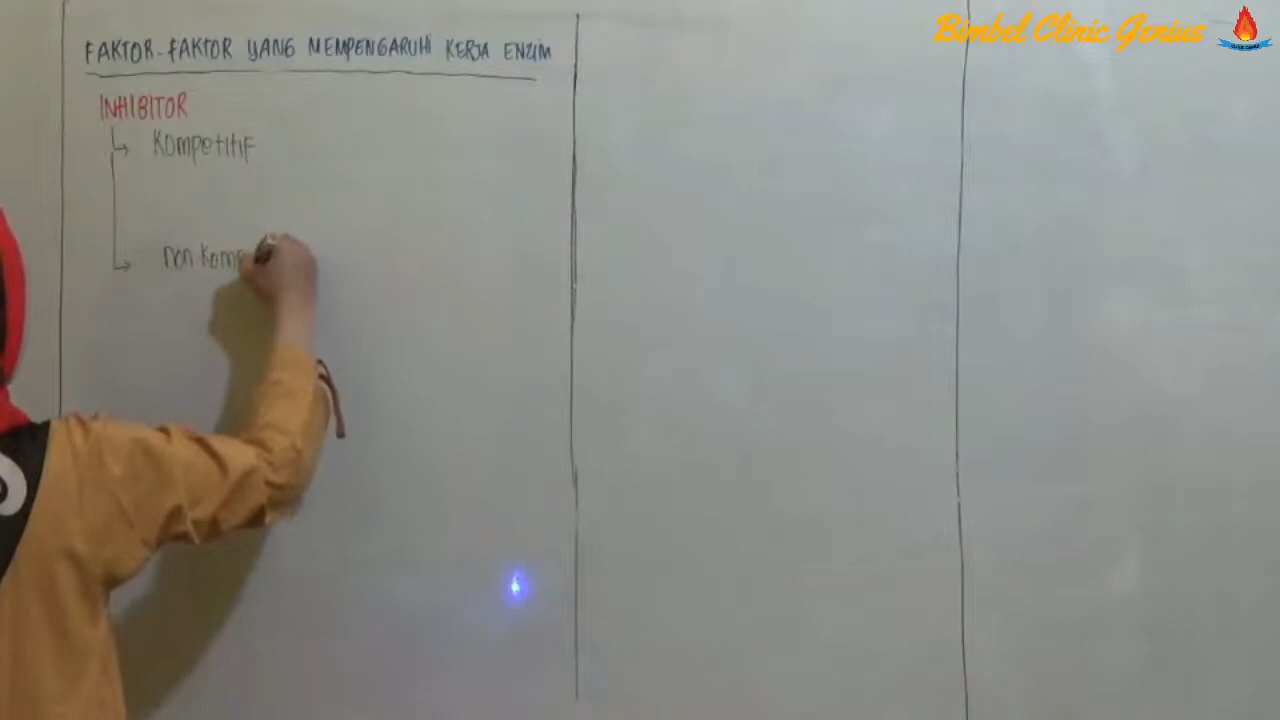 Bimbel Clinic Genius
FAKTOR-FAKTOR YANG MEMPENGARUHI KERJA ENZIM
INHIBITOR
Kompetitif
non komp